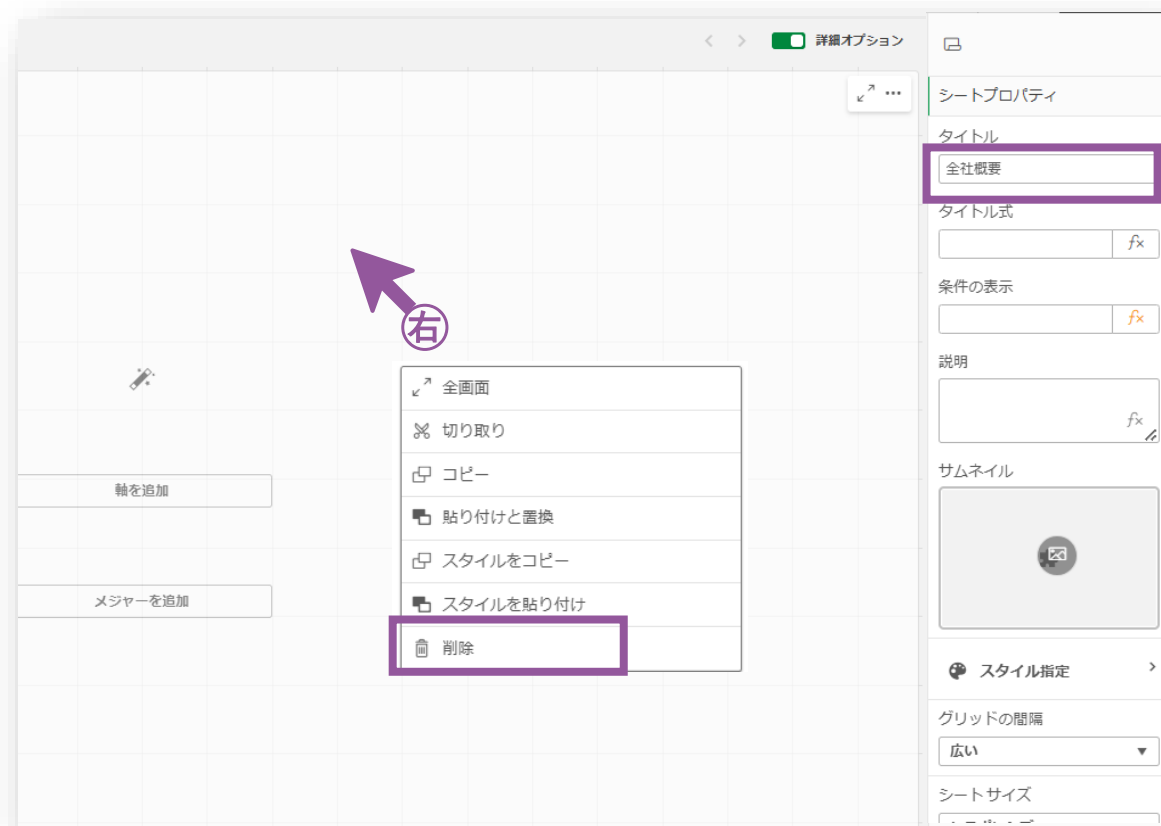 詳細オプション
シートプロパティ
タイトル
全社概要
タイトル式
fx
条件の表示
fx
右
全画面
説明
fx
切り取り
コピー
サムネイル
軸を追加
貼り付けと置換
スタイルをコピー
メジャーを追加
スタイルを貼り付け
削除
スタイル指定
グリッドの間隔
広い
シートサイズ